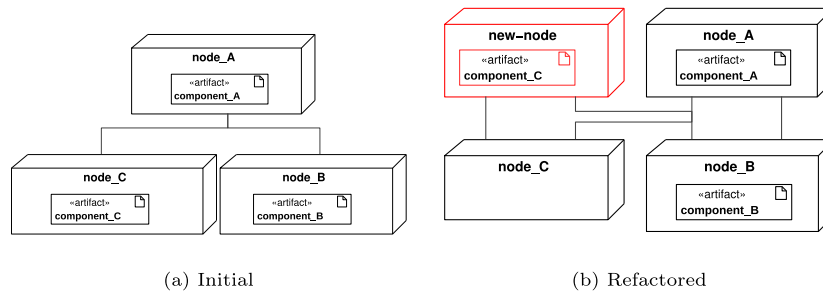 node_A
«artifact»
component_A
node_C
«artifact»
component_C
node_B
«artifact»
component_B
(a) Initial
new−node
«artifact»
component_C
node_A
«artifact»
component_A
node_C
node_B
«artifact»
component_B
(b) Refactored